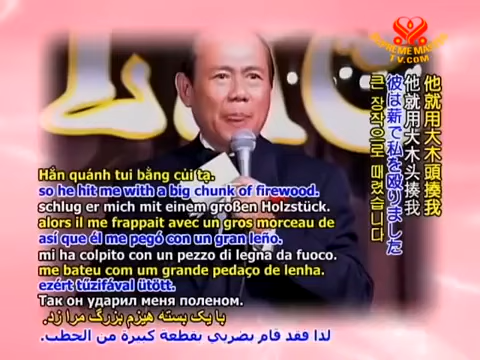 SUPREME MASTER
TV.COM
他就用大木頭揍我
他就用大木头揍我
彼は薪で私を殴りました
큰 장작으로 때렸습니다
Hắn quánh tui bằng củi tạ.
so he hit me with a big chunk of firewood.
schlug er mich mit einem großen Holzstück.
alors il me frappait avec un gros morceau de
así que él me pegó con un gran leño.
mi ha colpito con un pezzo di legna da fuoco.
me bateu com um grande pedaço de lenha.
ezért tűzifával ütött.
Так он ударил меня поленом.
با یک بسته هیزم بزرگ مرا زد.
لذا فقد قام بضربي بقطعة كبيرة من الحطب.